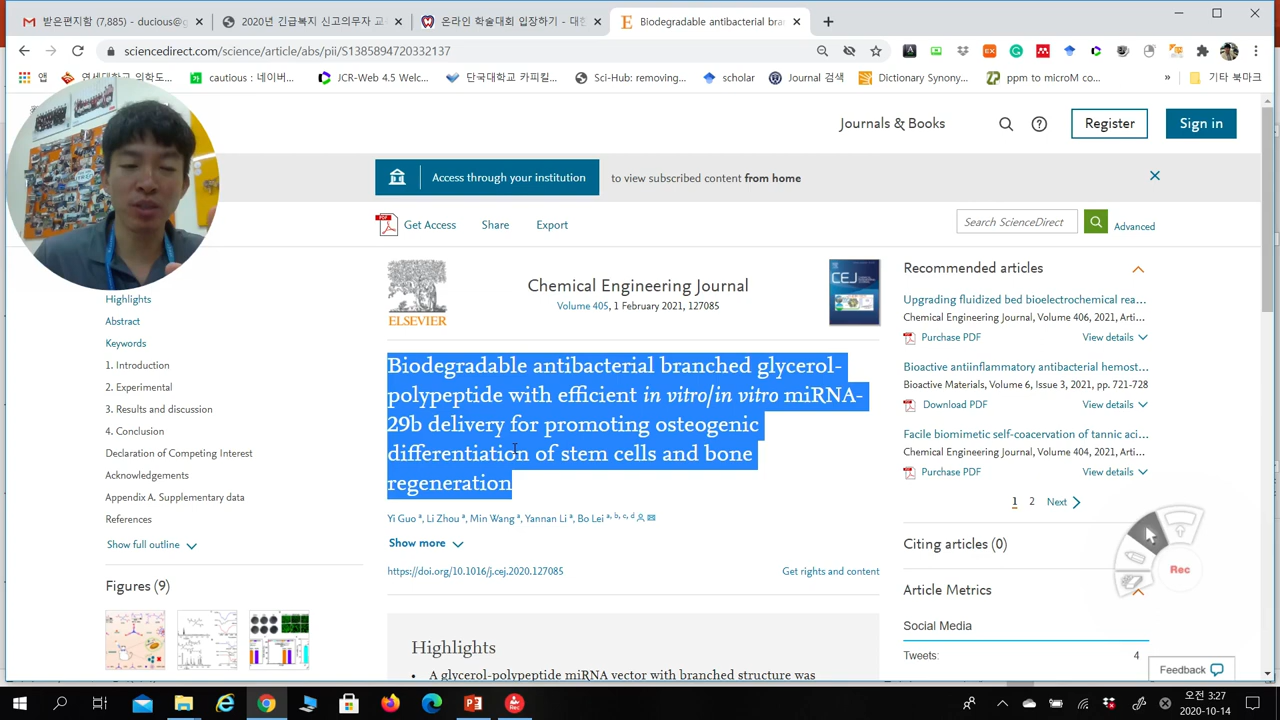 받은편지함 (7,885) - ducious@g
2020년 긴급복지 신고의무자 교
온라인 학술대회 입장하기 - 대한
Biodegradable antibacterial bra
sciencedirect.com/science/article/abs/pii/S1385894720332137
앱
연세대학교 의학도...
cautious : 네이버...
JCR-Web 4.5 Welc...
단국대학교 카피킬...
Sci-Hub: removing...
scholar
Journal 검색
Dictionary Synony...
ppm to microM co...
»
기타 북마크
Journals & Books
Register
Sign in
Access through your institution
to view subscribed content from home
Get Access
Share
Export
Search ScienceDirect
Advanced
Highlights
Abstract
Keywords
1. Introduction
2. Experimental
3. Results and discussion
4. Conclusion
Declaration of Competing Interest
Acknowledgements
Appendix A. Supplementary data
References
Show full outline
Figures (9)
ELSEVIER
Chemical Engineering Journal
Volume 405, 1 February 2021, 127085
CEJ
Biodegradable antibacterial branched glycerol-
polypeptide with efficient in vitro/in vitro miRNA-
29b delivery for promoting osteogenic
differentiation of stem cells and bone
regeneration
Yi Guo a, Li Zhou a, Min Wang a, Yannan Li a, Bo Lei a, b, c, d
Show more
https://doi.org/10.1016/j.cej.2020.127085
Get rights and content
Highlights
• A glycerol-polypeptide miRNA vector with branched structure was
Recommended articles
Upgrading fluidized bed bioelectrochemical rea...
Chemical Engineering Journal, Volume 406, 2021, Arti...
Purchase PDF
View details
Bioactive antiinflammatory antibacterial hemost...
Bioactive Materials, Volume 6, Issue 3, 2021, pp. 721-728
Download PDF
View details
Facile biomimetic self-coacervation of tannic aci...
Chemical Engineering Journal, Volume 404, 2021, Arti...
Purchase PDF
View details
1 2 Next
Citing articles (0)
Article Metrics
Social Media
Tweets: 4
Rec
Feedback
오전 3:27
2020-10-14